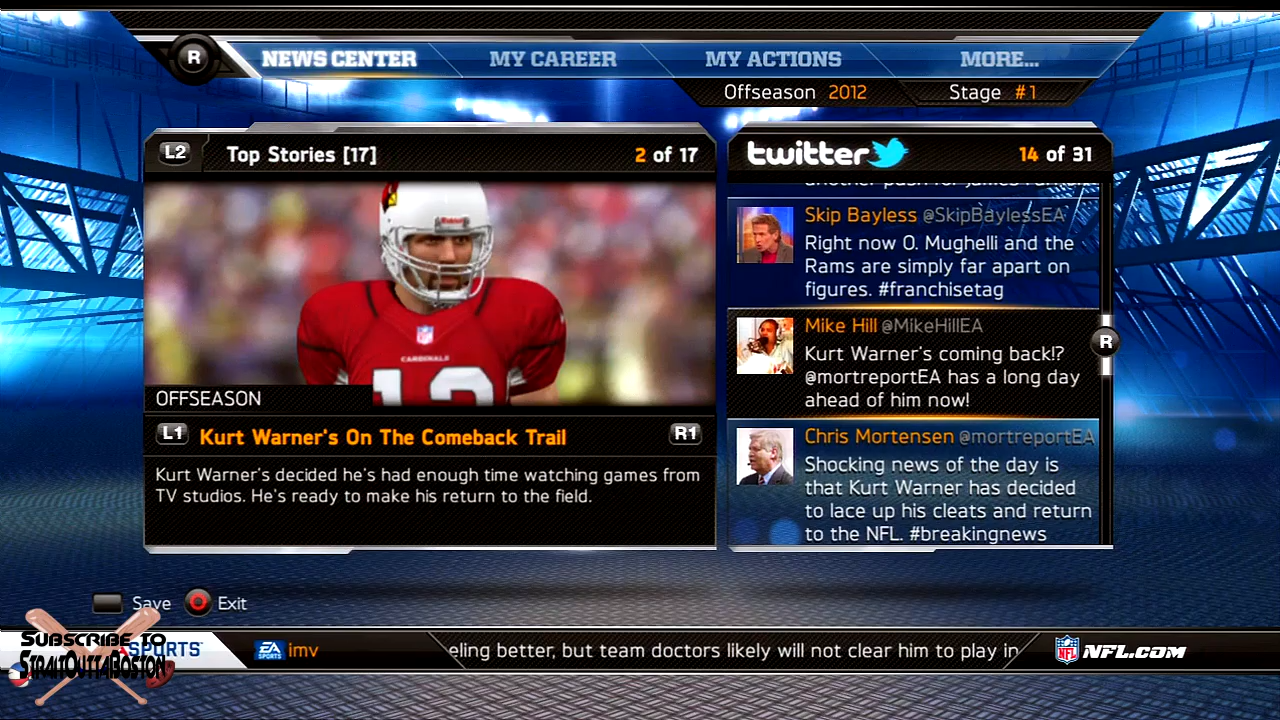 R
NEWS CENTER
MY CAREER
MY ACTIONS
MORE...
Offseason 2012
Stage #1
L2
Top Stories [17]
2 of 17
CARDINALS
OFFSEASON
L1
Kurt Warner's On The Comeback Trail
R1
Kurt Warner's decided he's had enough time watching games from
TV studios. He's ready to make his return to the field.
twitter
14 of 31
Skip Bayless @SkipBaylessEA
Right now O. Mughelli and the
Rams are simply far apart on
figures. #franchisetag
Mike Hill @MikeHillEA
Kurt Warner's coming back!?
@mortreportEA has a long day
ahead of him now!
R
Chris Mortensen @mortreportEA
Shocking news of the day is
that Kurt Warner has decided
to lace up his cleats and return
to the NFL. #breakingnews
Save
Exit
Subscribe to
StraitOuttaBoston
SPORTS
EA SPORTS
imv
eling better, but team doctors likely will not clear him to play in
NFL
NFL.COM